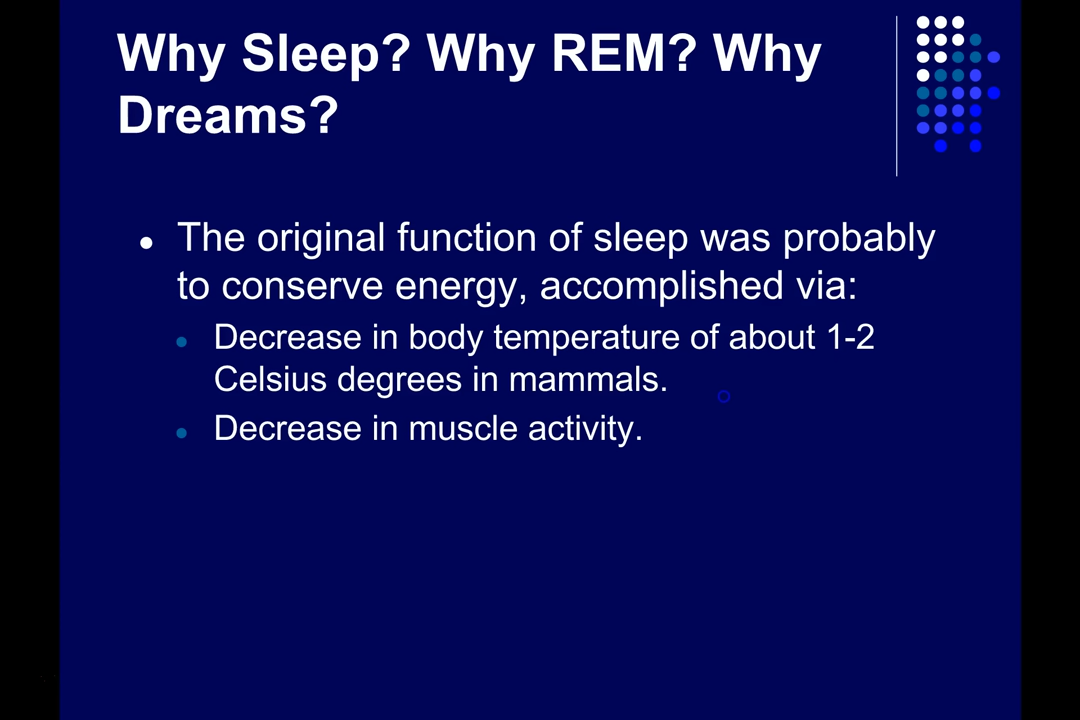 Why Sleep? Why REM? Why
Dreams?
The original function of sleep was probably
to conserve energy, accomplished via:
Decrease in body temperature of about 1-2
Celsius degrees in mammals.
Decrease in muscle activity.